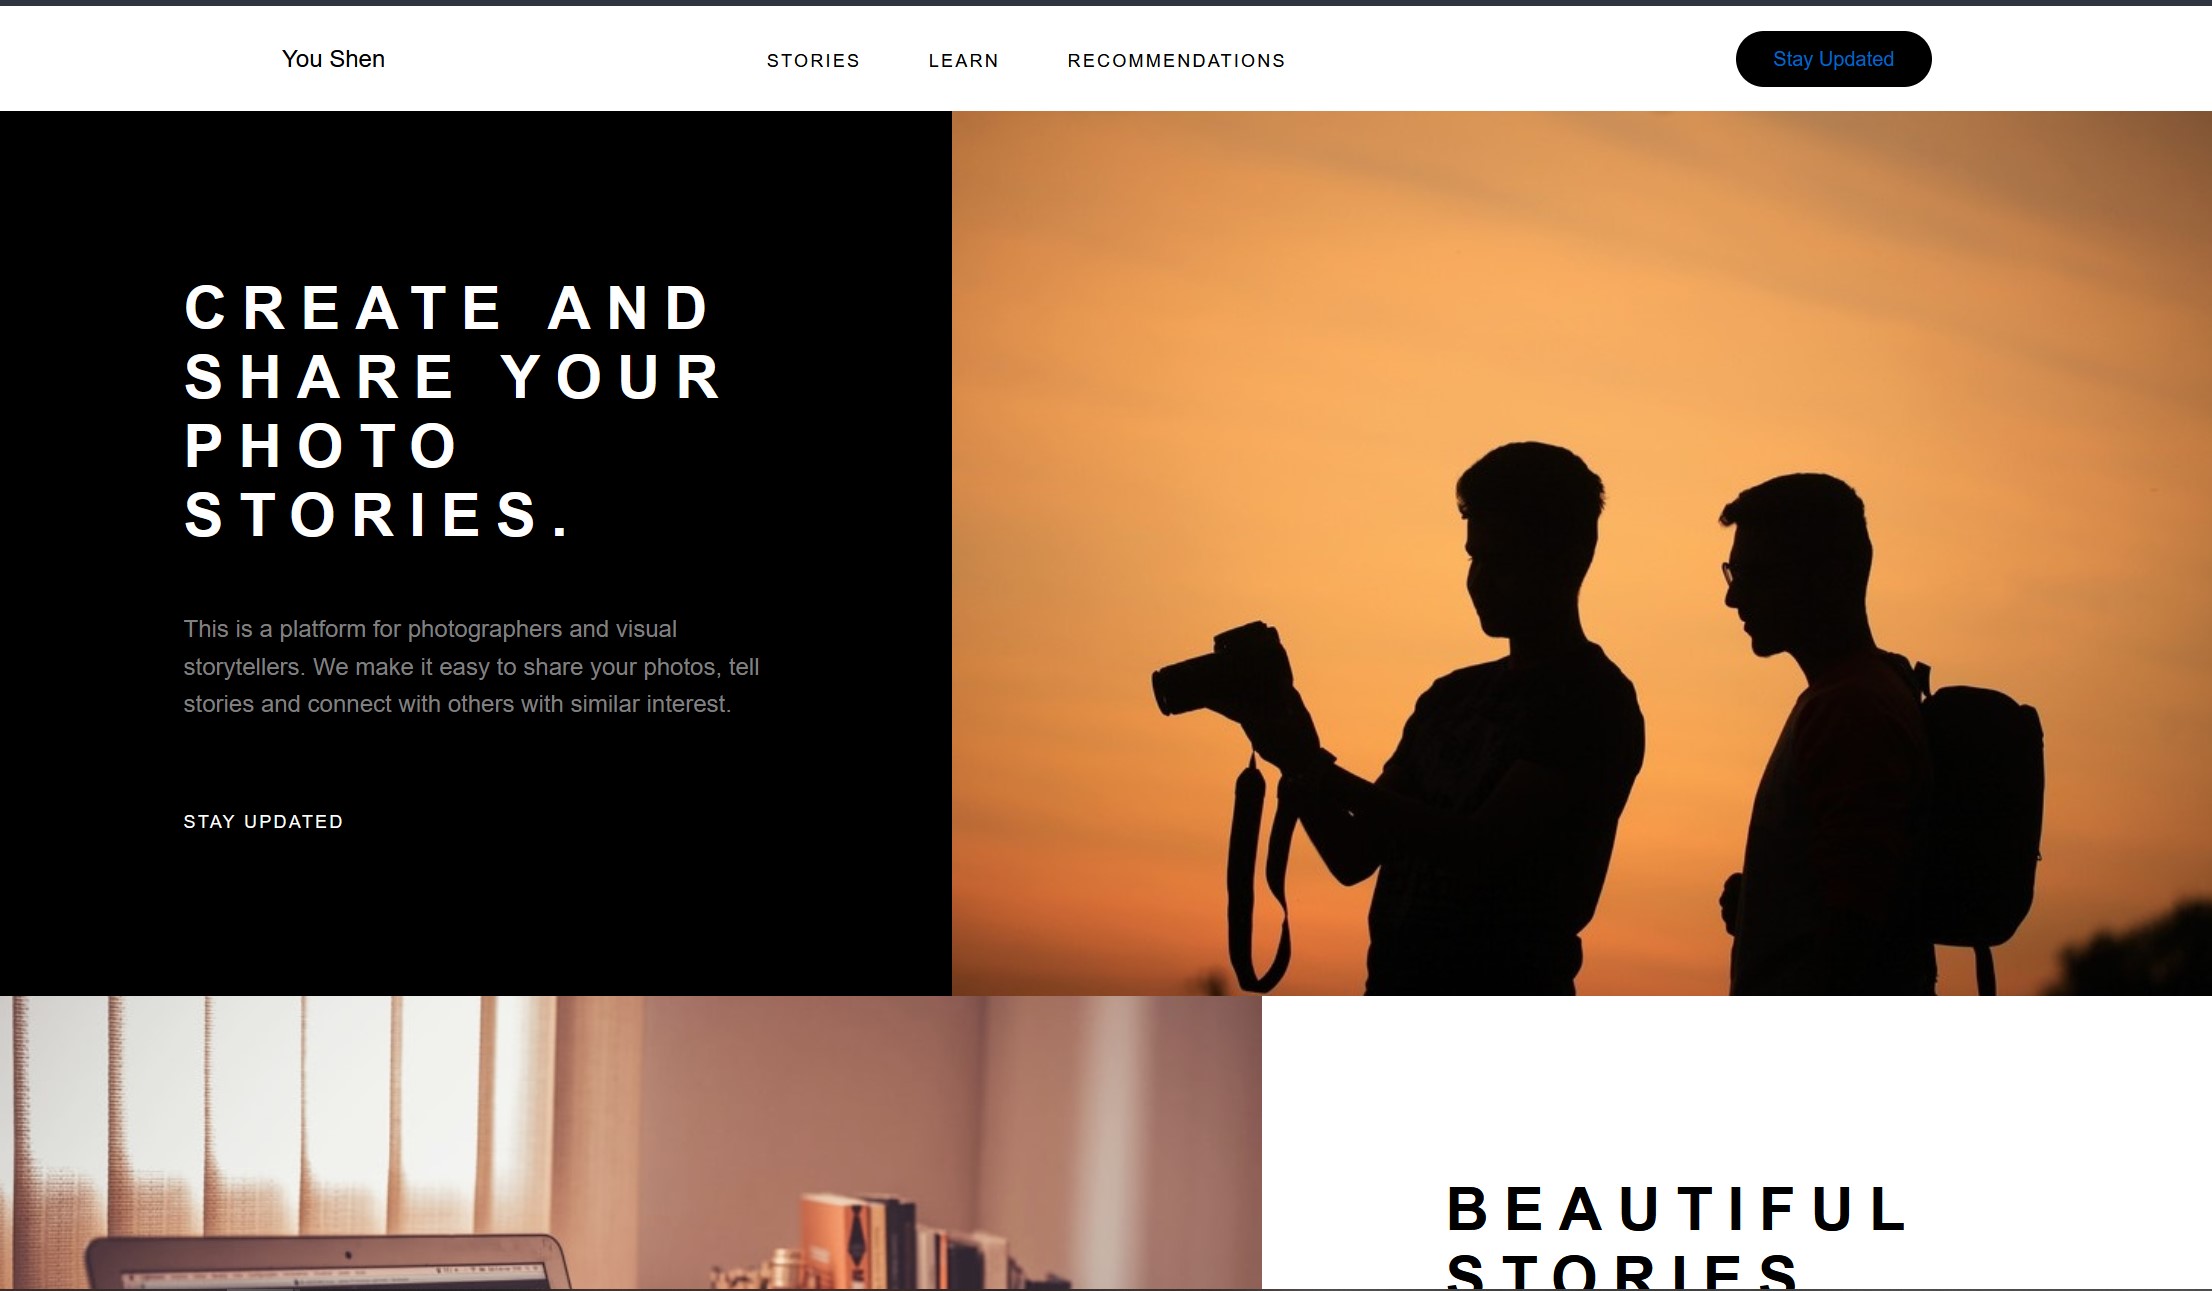 You Shen
STORIES LEARN RECOMMENDATIONS
Stay Updated
CREATE AND
SHARE YOUR
PHOTO
STORIES.
This is a platform for photographers and visual
storytellers. We make it easy to share your photos, tell
stories and connect with others with similar interest.
STAY UPDATED
BEAUTIFUL
STORIES